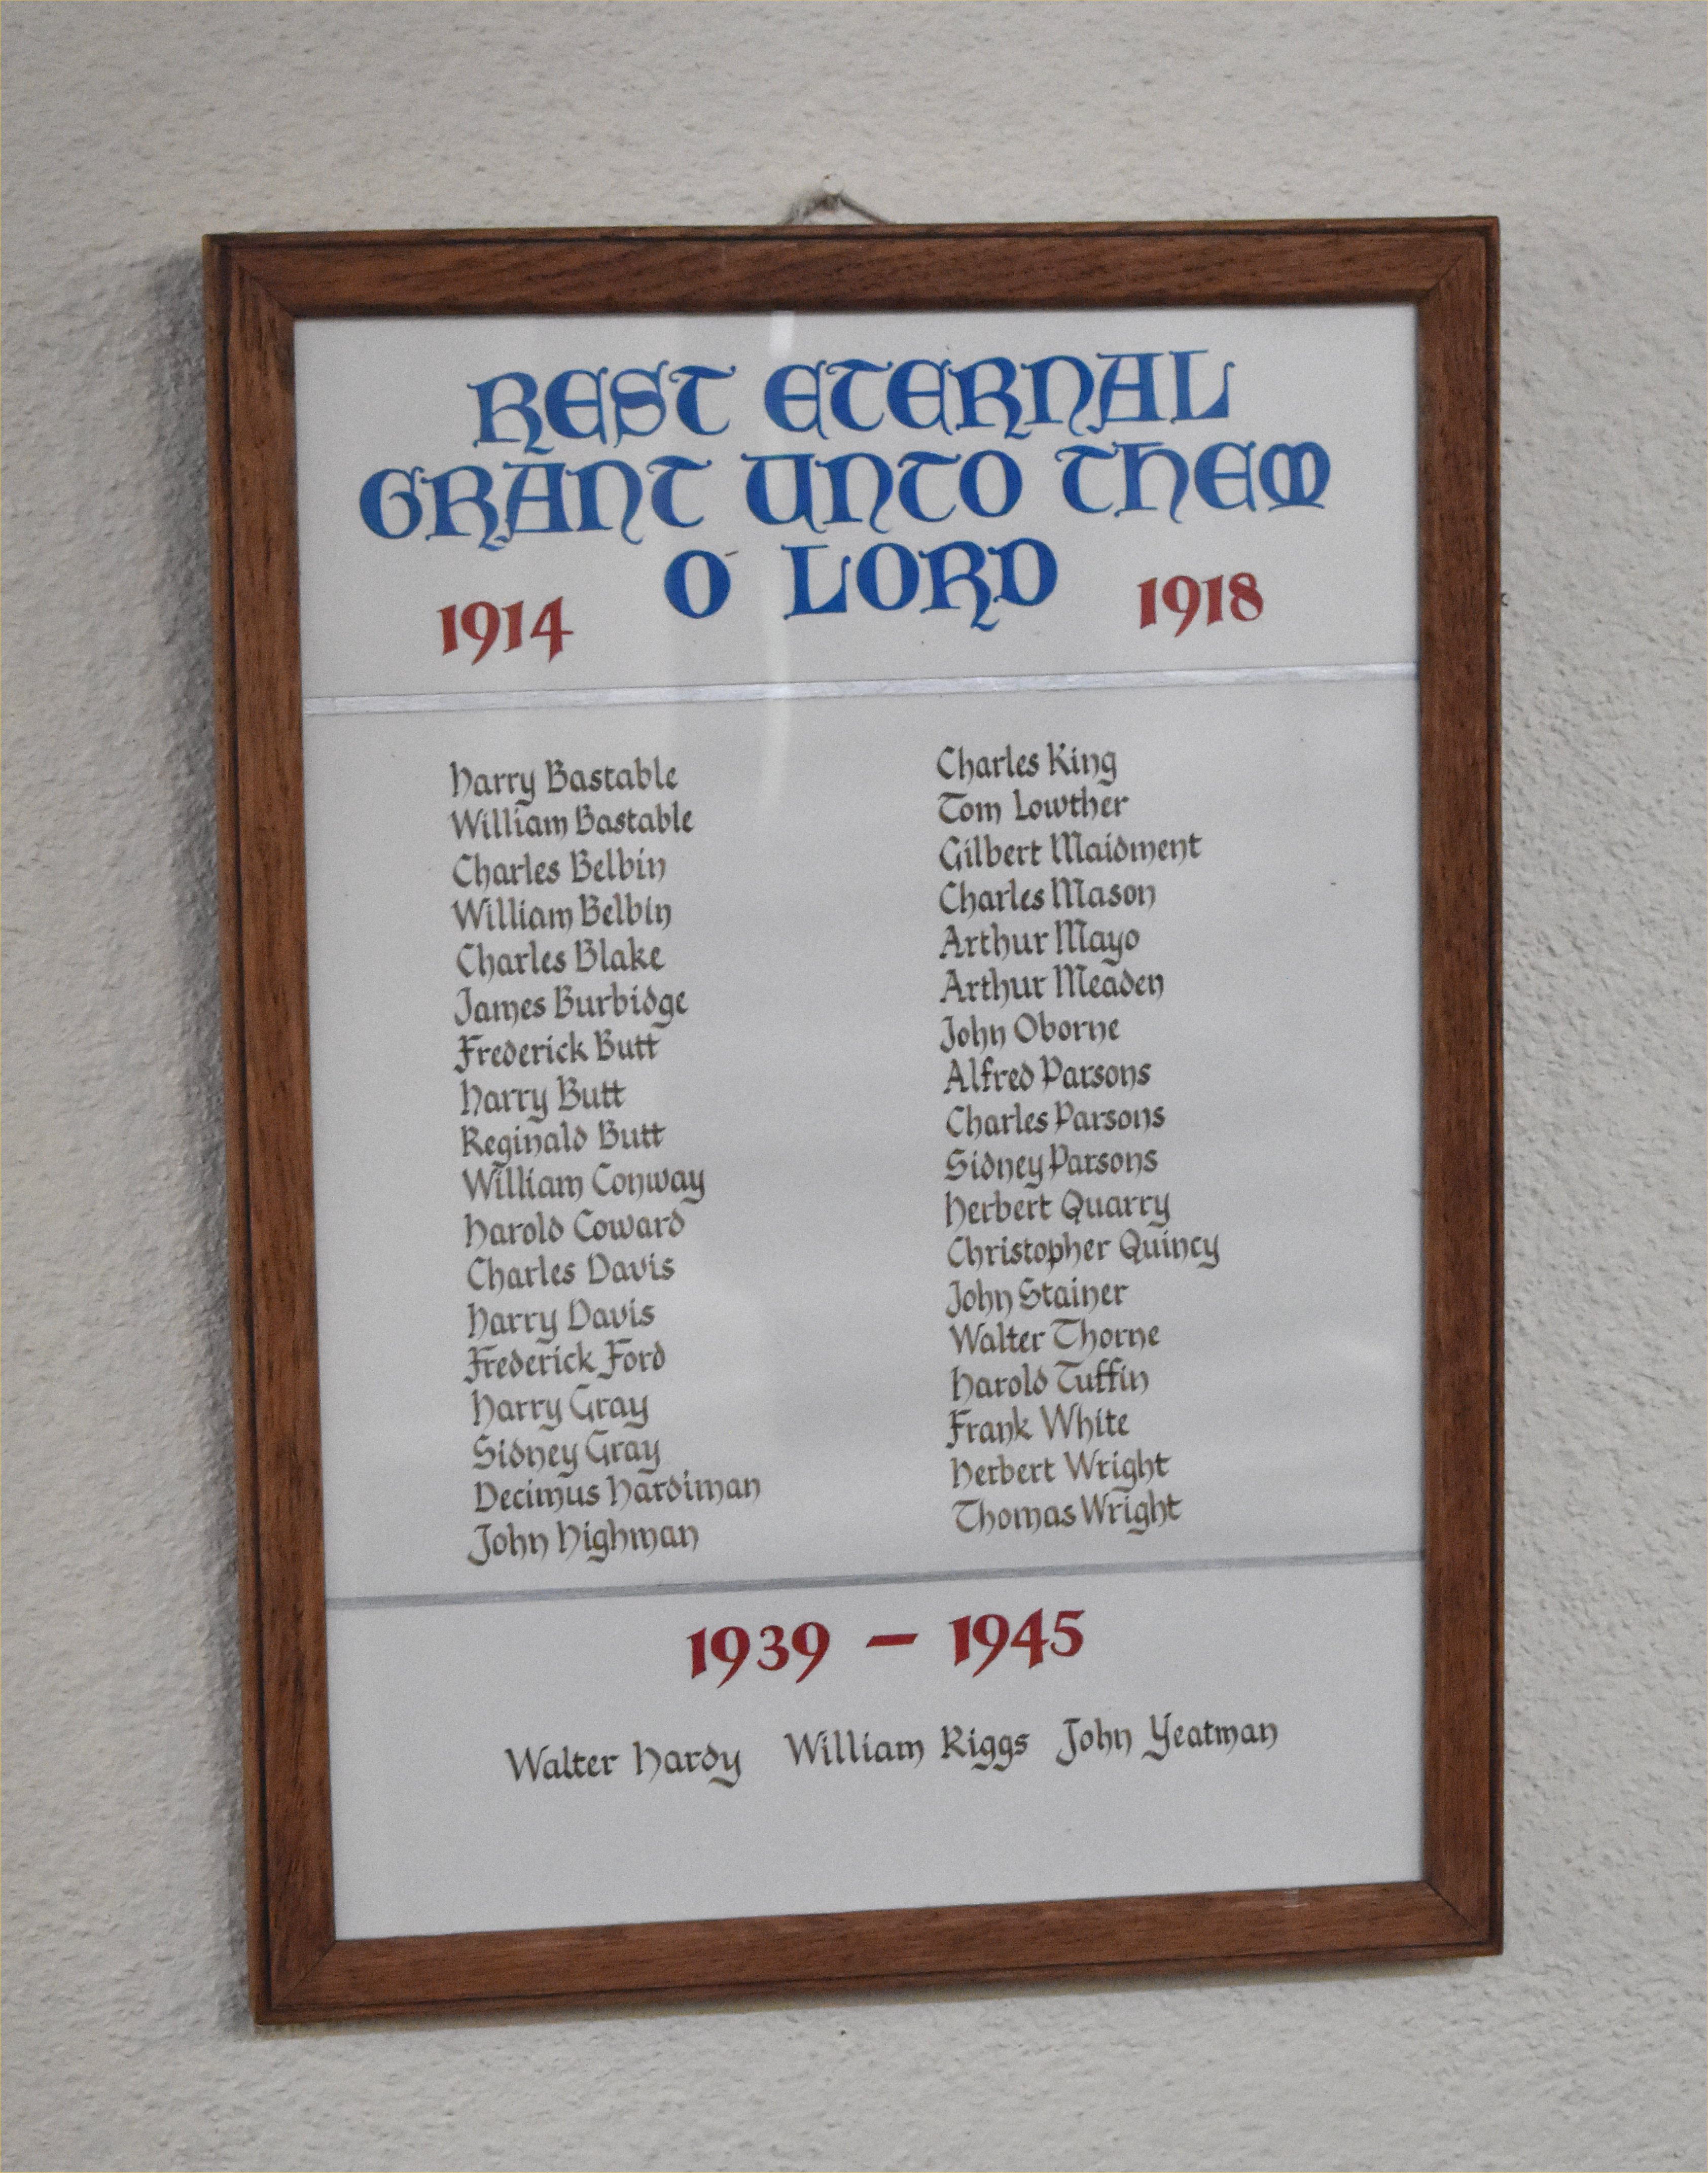 REST ETERNAL
GRANT UNTO THEM
O LORD
1914 1918
Harry Bastable
William Bastable
Charles Belbin
William Belbin
Charles Blake
James Burbidge
Frederick Butt
Harry Butt
Reginald Butt
William Conway
Harold Coward
Charles Davis
Harry Davis
Frederick Ford
Harry Gray
Sidney Gray
Decimus Hardiman
John Highman
Charles King
Tom Lowther
Gilbert Maidment
Charles Mason
Arthur Mayo
Arthur Meaden
John Oborne
Alfred Parsons
Charles Parsons
Sidney Parsons
Herbert Quarry
Christopher Quincy
John Stainer
Walter Thorne
Harold Tuffin
Frank White
Herbert Wright
Thomas Wright
1939 – 1945
Walter Hardy William Riggs John Yeatman